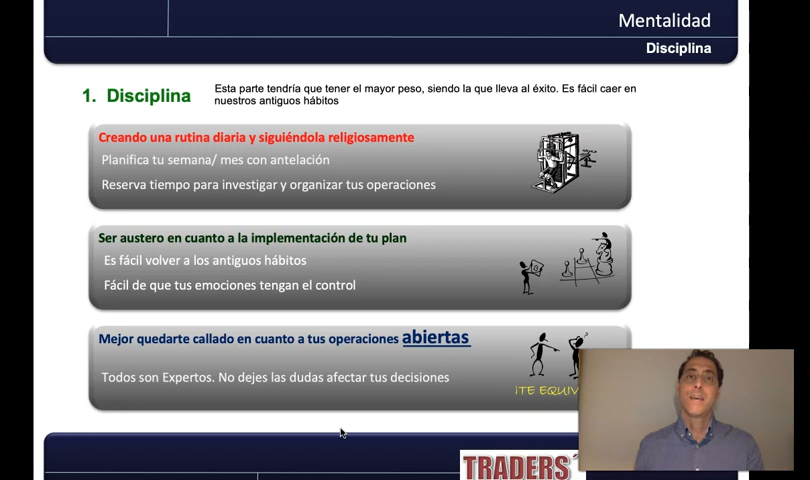 Mentalidad
Disciplina
1. Disciplina
Esta parte tendría que tener el mayor peso, siendo la que lleva al éxito. Es fácil caer en
nuestros antiguos hábitos
Creando una rutina diaria y siguiéndola religiosamente
Planifica tu semana/ mes con antelación
Reserva tiempo para investigar y organizar tus operaciones
Ser austero en cuanto a la implementación de tu plan
Es fácil volver a los antiguos hábitos
Fácil de que tus emociones tengan el control
Mejor quedarte callado en cuanto a tus operaciones abiertas
Todos son Expertos. No dejes las dudas afectar tus decisiones
¡TE EQUIV
TRADERS'